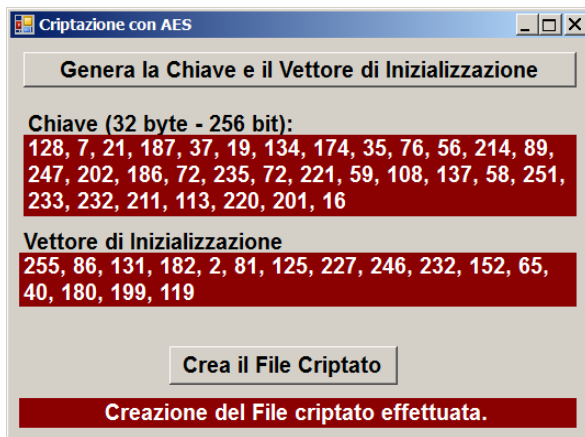 Criptazione con AES
Genera la Chiave e il Vettore di Inizializzazione
Chiave (32 byte - 256 bit):
128, 7, 21, 187, 37, 19, 134, 174, 35, 76, 56, 214, 89,
247, 202, 186, 72, 235, 72, 221, 59, 108, 137, 58, 251,
233, 232, 211, 113, 220, 201, 16
Vettore di Inizializzazione
255, 86, 131, 182, 2, 81, 125, 227, 246, 232, 152, 65,
40, 180, 199, 119
Crea il File Criptato
Creazione del File criptato effettuata.